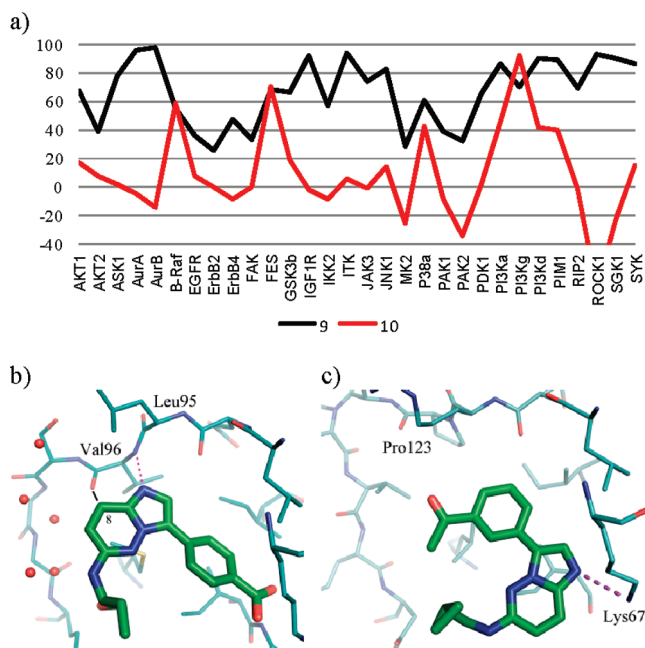 a)
100
80
60
40
20
0
-20
-40
AKT1
AKT2
ASK1
AurA
AurB
B-Raf
EGFR
ErbB2
ErbB4
FAK
FES
GSK3b
IGF1R
IKK2
ITK
JAK3
JNK1
MK2
P38a
PAK1
PAK2
PDK1
PI3Ka
PI3Kg
PI3Kd
PIM1
RIP2
ROCK1
SGK1
SYK
9 10
b) c)
Leu95
Val96
8
Pro123
Lys67